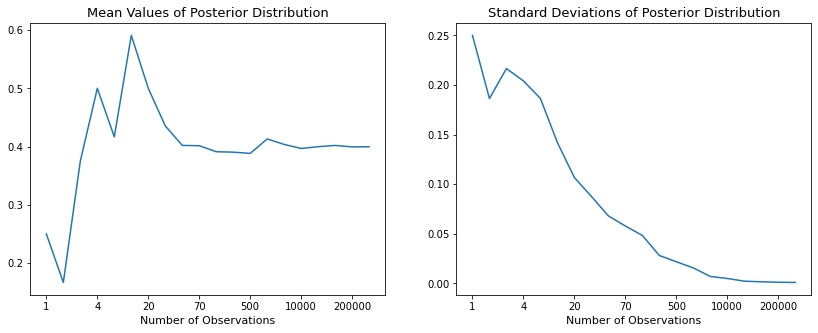 Mean Values of Posterior Distribution
0.6
0.5
0.4
0.3
0.2
1 4 20 70 500 10000 200000
Number of Observations
Standard Deviations of Posterior Distribution
0.25
0.20
0.15
0.10
0.05
0.00
1 4 20 70 500 10000 200000
Number of Observations